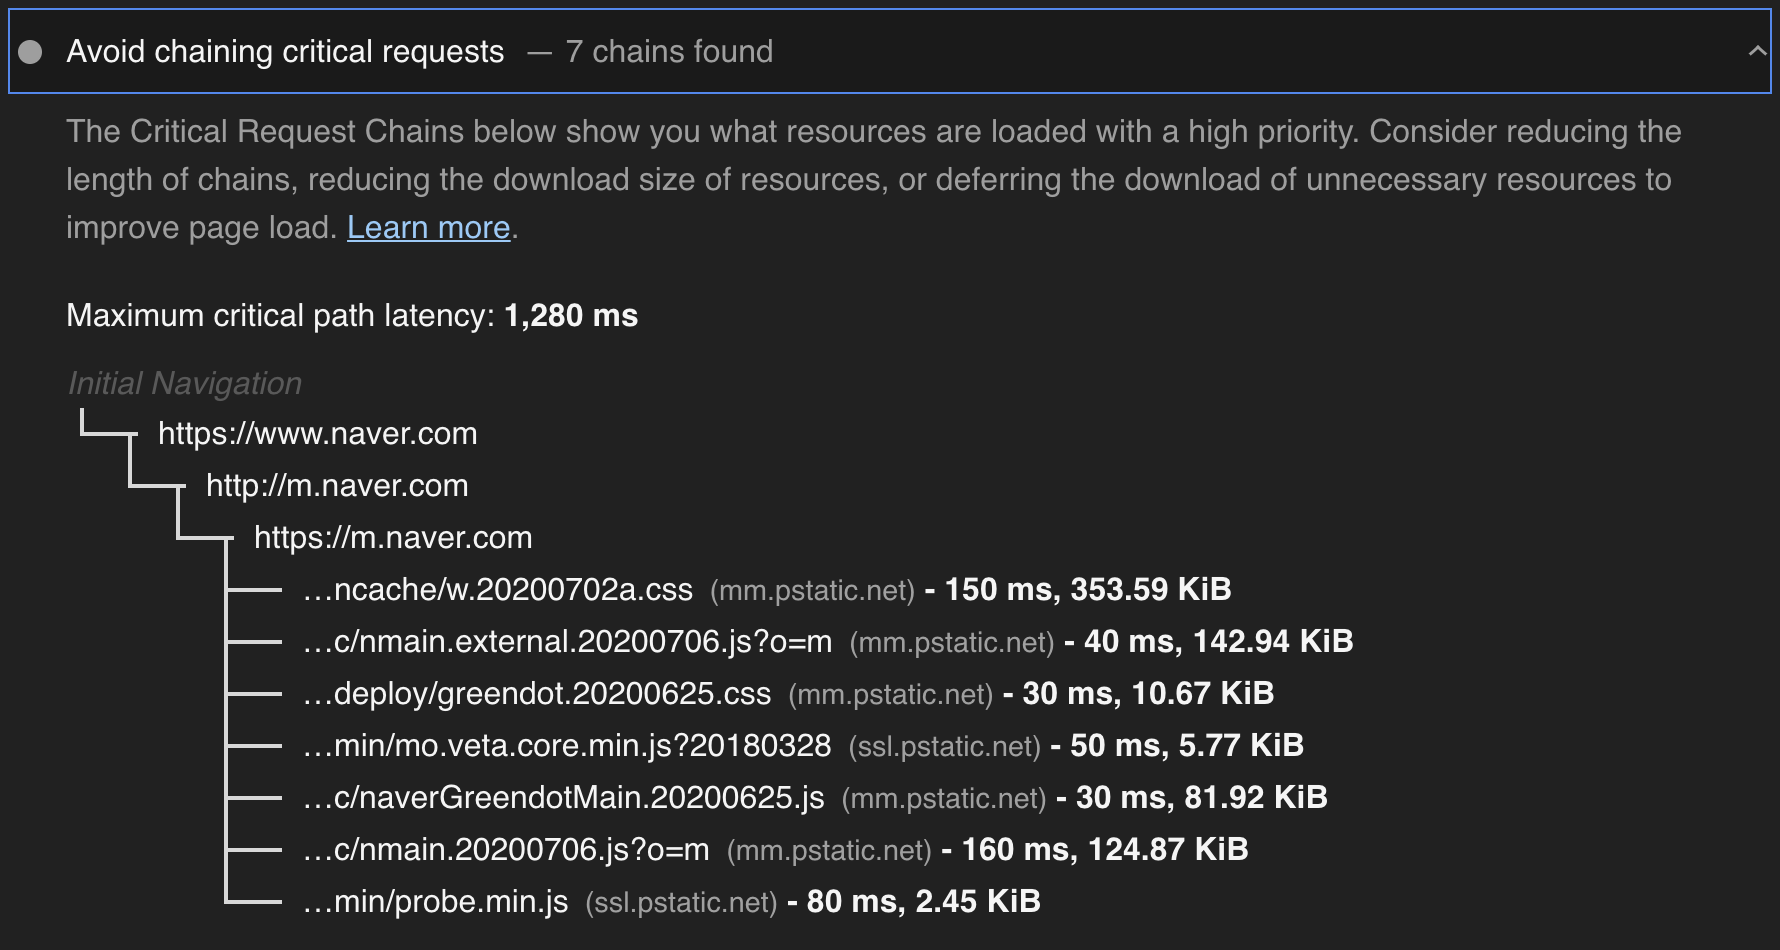 Avoid chaining critical requests — 7 chains found
The Critical Request Chains below show you what resources are loaded with a high priority. Consider reducing the
length of chains, reducing the download size of resources, or deferring the download of unnecessary resources to
improve page load. Learn more.
Maximum critical path latency: 1,280 ms
Initial Navigation
https://www.naver.com
http://m.naver.com
https://m.naver.com
…ncache/w.20200702a.css (mm.pstatic.net) - 150 ms, 353.59 KiB
…c/nmain.external.20200706.js?o=m (mm.pstatic.net) - 40 ms, 142.94 KiB
…deploy/greendot.20200625.css (mm.pstatic.net) - 30 ms, 10.67 KiB
…min/mo.veta.core.min.js?20180328 (ssl.pstatic.net) - 50 ms, 5.77 KiB
…c/naverGreendotMain.20200625.js (mm.pstatic.net) - 30 ms, 81.92 KiB
…c/nmain.20200706.js?o=m (mm.pstatic.net) - 160 ms, 124.87 KiB
…min/probe.min.js (ssl.pstatic.net) - 80 ms, 2.45 KiB